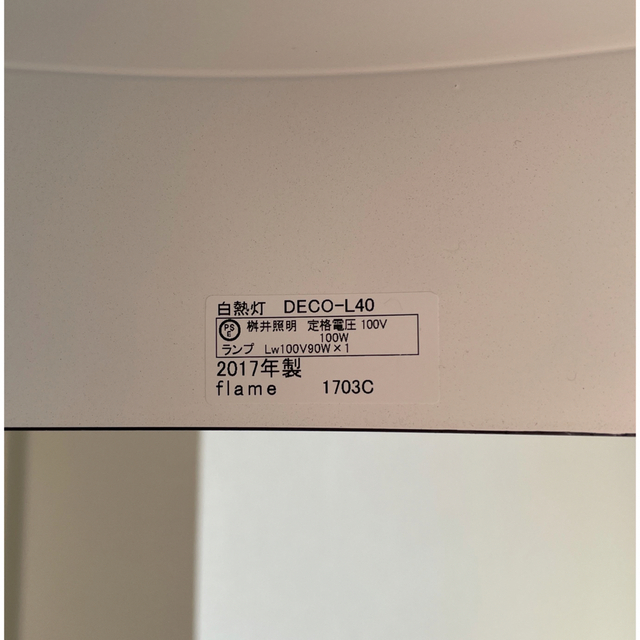 白熱灯 DECO-L40
PSE 桝井照明 定格電圧 100V
100W
ランプ Lw100V90W×1
2017年製
flame 1703C